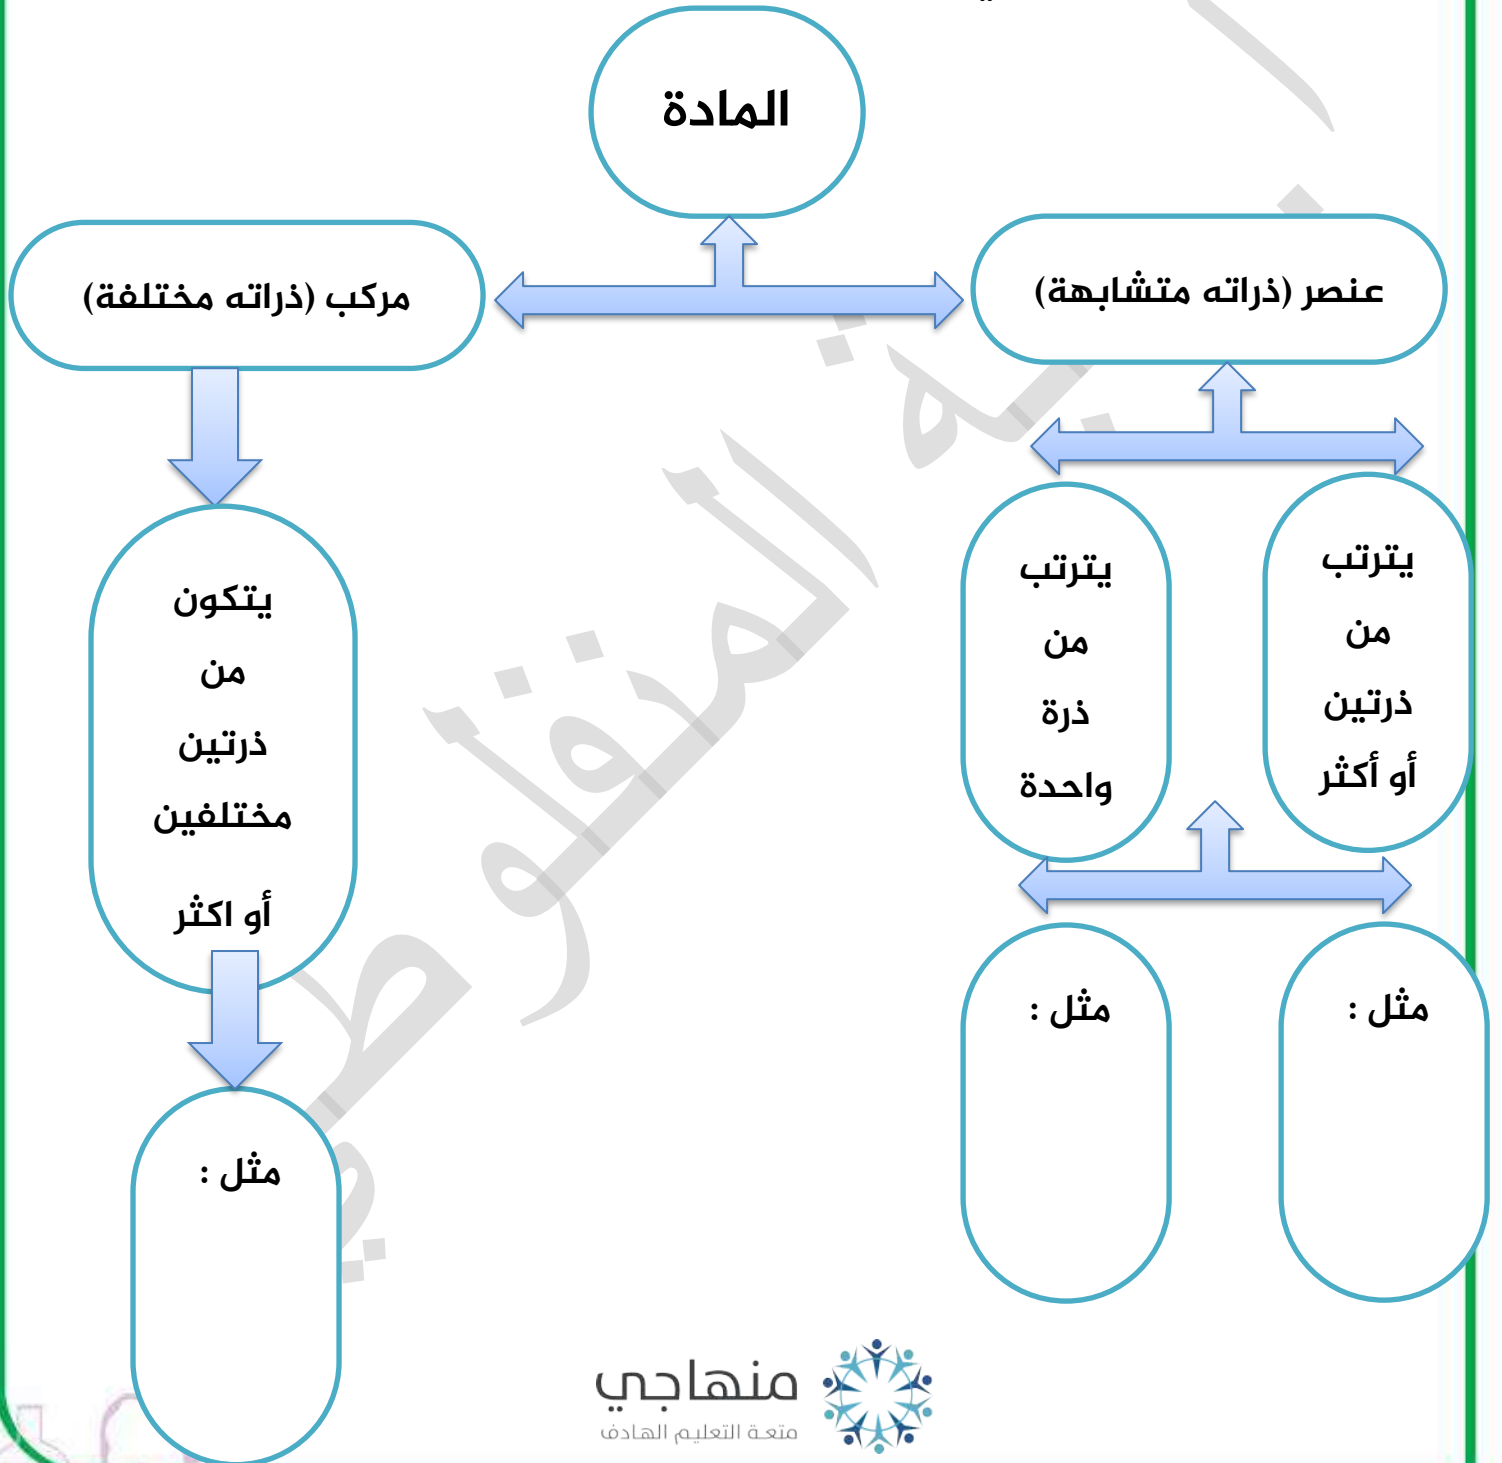 المادة
عنصر (ذراته متشابهة)
مركب (ذراته مختلفة)
يترتب
من
ذرتين
أو أكثر
يترتب
من
ذرة
واحدة
يتكون
من
ذرتين
مختلفين
أو اكثر
مثل :
مثل :
مثل :
منهاجي
متعة التعليم الهادف